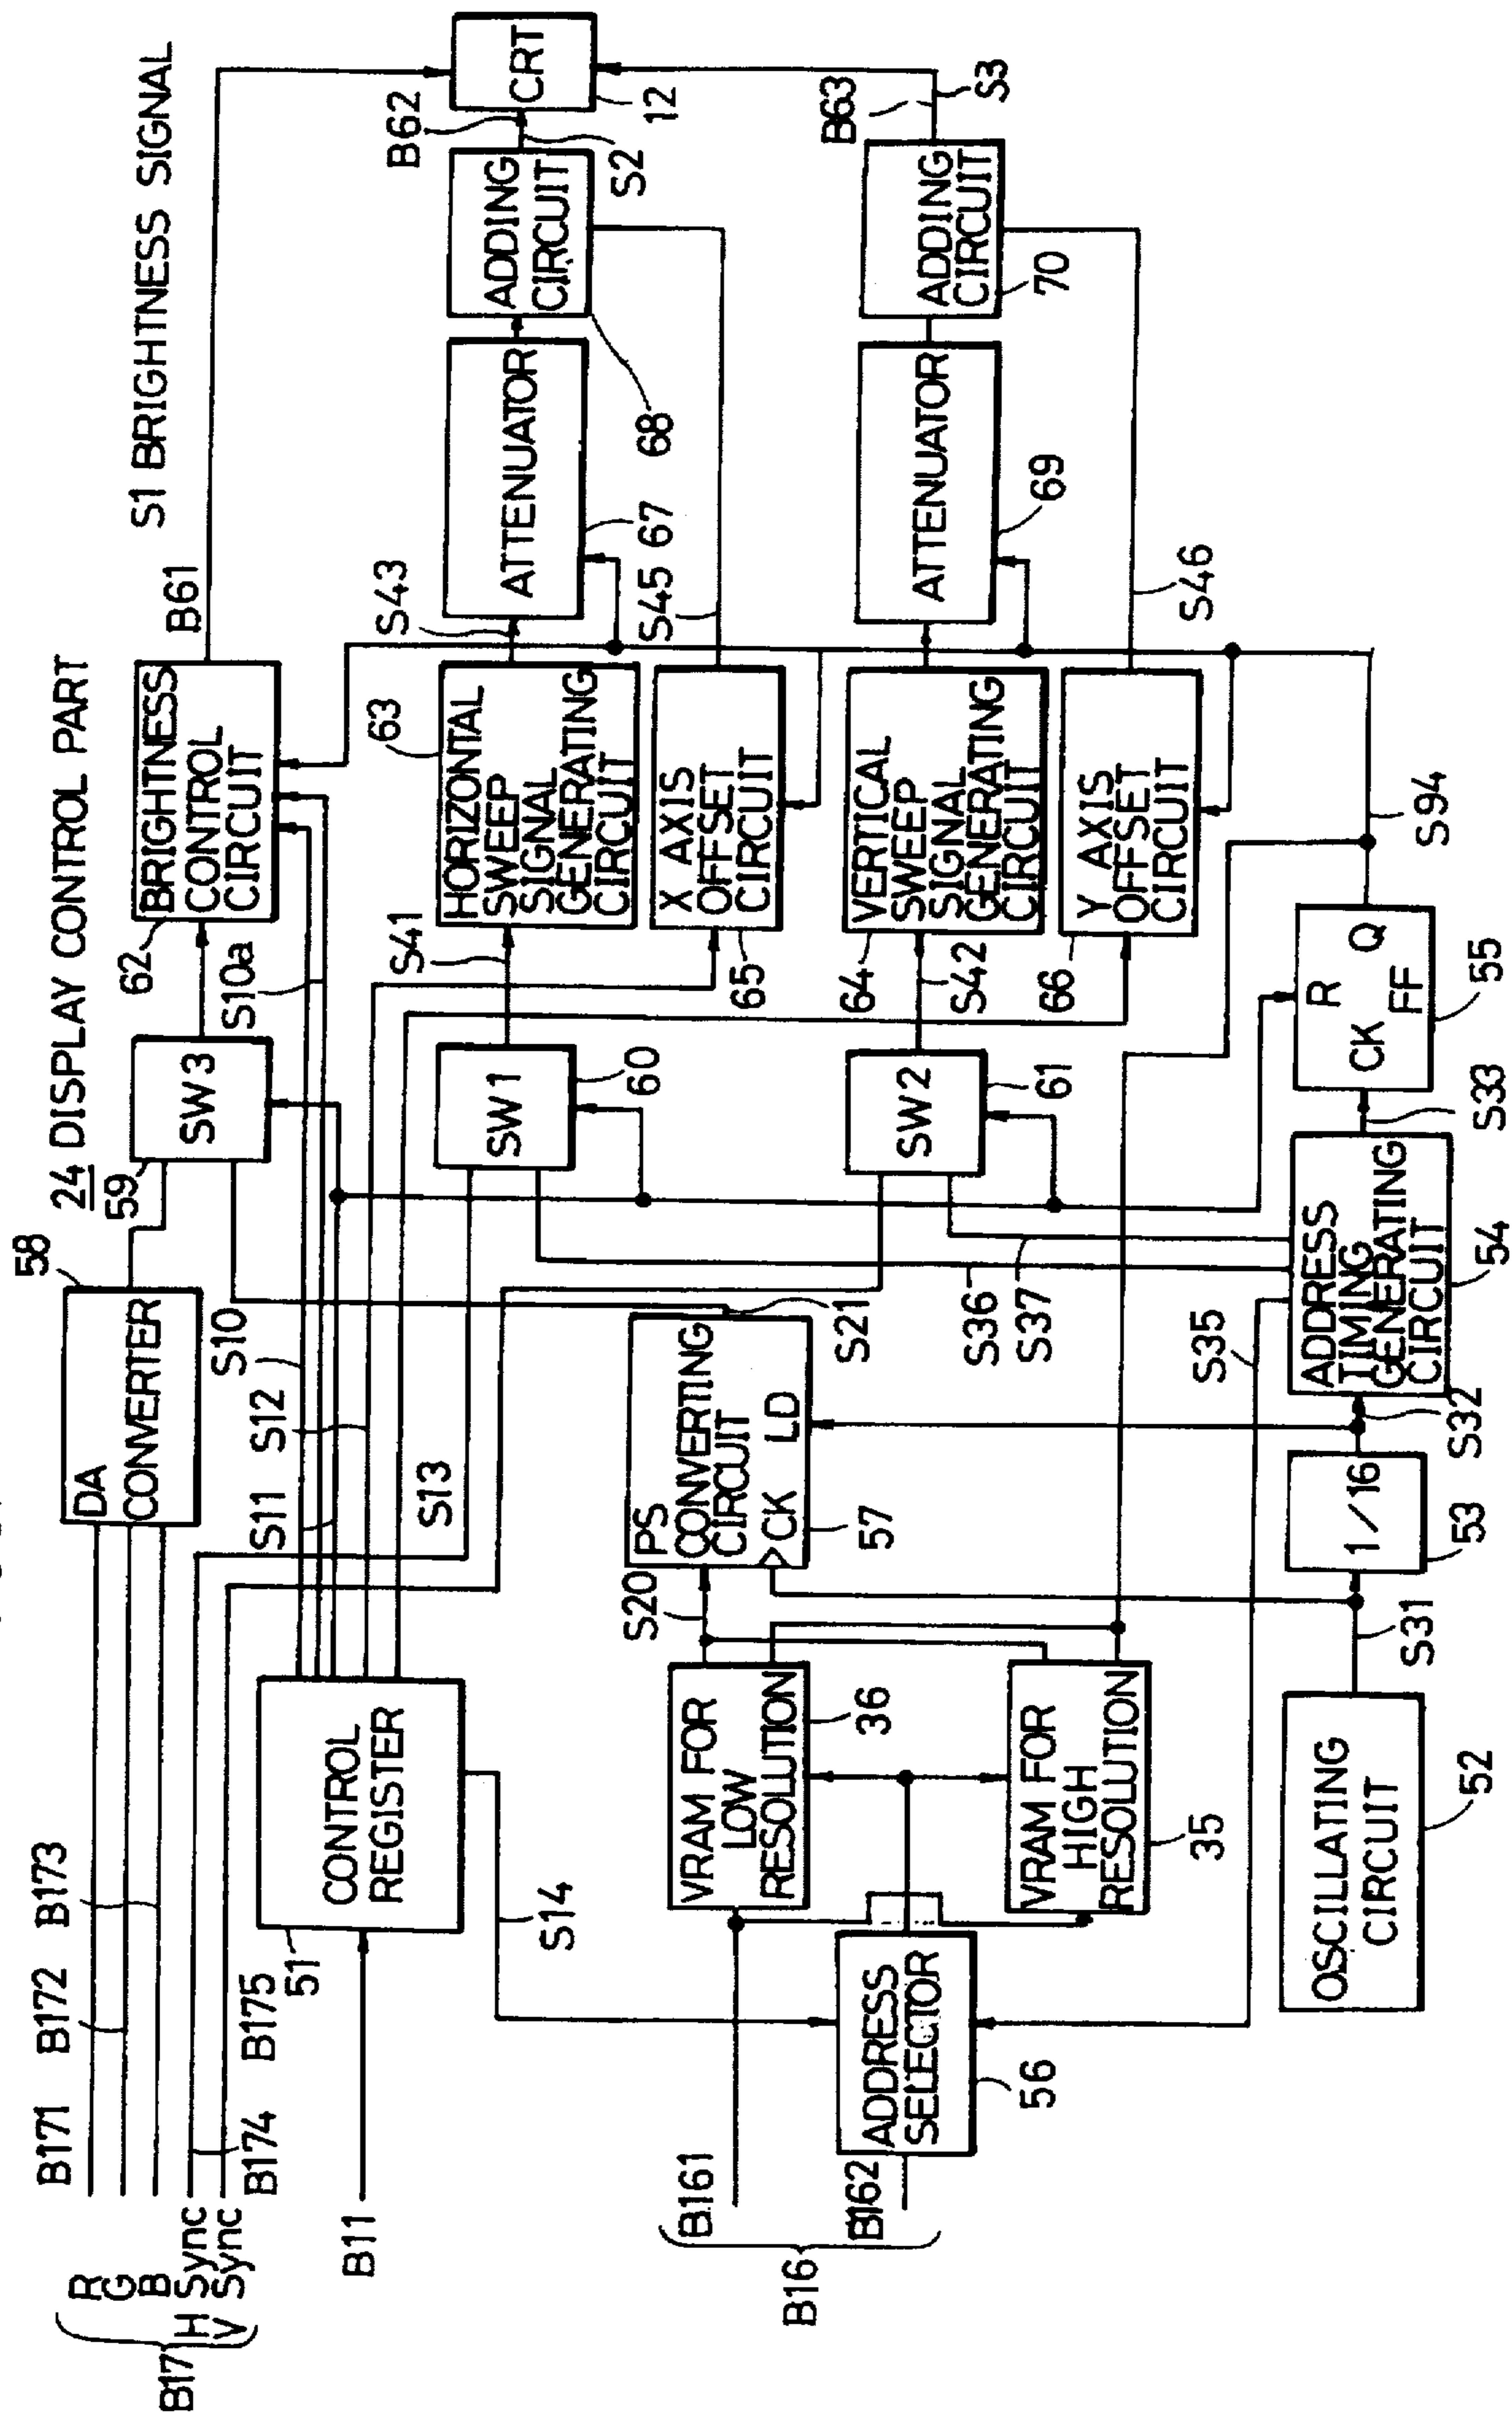 24 DISPLAY CONTROL PART
S1 BRIGHTNESS SIGNAL
B17
R
G
B
H Sync
V Sync
B171
B172
B173
B174
B175
B11
58
DA
CONVERTER
59
SW 3
62
BRIGHTNESS
CONTROL
CIRCUIT
B61
51
CONTROL
REGISTER
S10
S10a
S11
S12
S13
S14
SW 1
60
S41
63
HORIZONTAL
SWEEP
SIGNAL
GENERATING
CIRCUIT
S43
ATTENUATOR
67
ADDING
CIRCUIT
68
S2
B62
CRT
12
X AXIS
OFFSET
CIRCUIT
65
S45
SW 2
61
S42
64
VERTICAL
SWEEP
SIGNAL
GENERATING
CIRCUIT
ATTENUATOR
69
ADDING
CIRCUIT
70
B63
S3
66
Y AXIS
OFFSET
CIRCUIT
S46
B16
B161
B162
ADDRESS
SELECTOR
56
VRAM FOR
LOW
RESOLUTION
36
VRAM FOR
HIGH
RESOLUTION
35
S20
PS
CONVERTING
CIRCUIT
CK LD
57
S21
S36
S37
S35
OSCILLATING
CIRCUIT
52
S31
1/16
53
S32
ADDRESS
TIMING
GENERATING
CIRCUIT
54
S33
R
CK Q
FF
55
S94